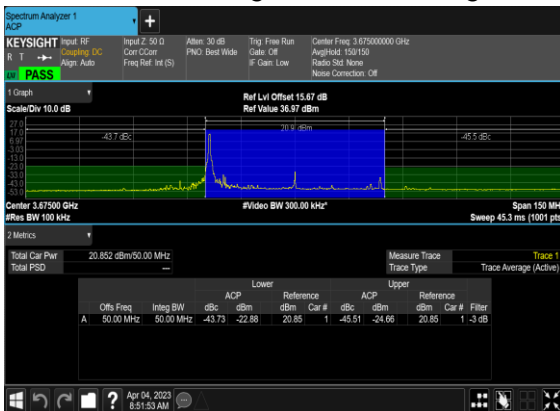 Spectrum Analyzer 1
ACP
KEYSIGHT
R T
LXI
PASS
Input: RF
Coupling: DC
Align: Auto
Input Z: 50 Ω
Corr CCorr
Freq Ref: Int (S)
Atten: 30 dB
PNO: Best Wide
Trig: Free Run
Gate: Off
IF Gain: Low
Center Freq: 3.675000000 GHz
Avg|Hold: 150/150
Radio Std: None
Noise Correction: Off
1 Graph
Scale/Div 10.0 dB
Ref Lvl Offset 15.67 dB
Ref Value 36.97 dBm
27.0
17.0
6.97
-3.03
-13.0
-23.0
-33.0
-43.0
-53.0
-43.7 dBc
20.9 dBm
-45.5 dBc
Center 3.67500 GHz
#Res BW 100 kHz
#Video BW 300.00 kHz*
Span 150 MH
Sweep 45.3 ms (1001 pts
2 Metrics
Total Car Pwr 20.852 dBm/50.00 MHz
Total PSD ---
Measure Trace Trace 1
Trace Type Trace Average (Active)
Lower Upper
ACP Reference ACP Reference
Offs Freq Integ BW dBc dBm dBm Car # dBc dBm dBm Car # Filter
A 50.00 MHz 50.00 MHz -43.73 -22.88 20.85 1 -45.51 -24.66 20.85 1 -3 dB
?
Apr 04, 2023
8:51:53 AM